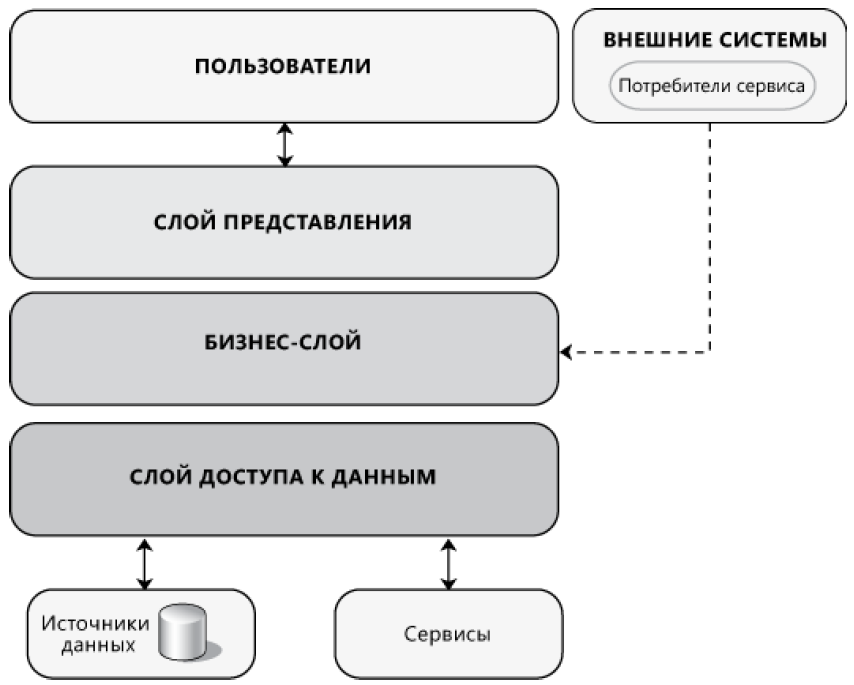 ПОЛЬЗОВАТЕЛИ
ВНЕШНИЕ СИСТЕМЫ
Потребители сервиса
СЛОЙ ПРЕДСТАВЛЕНИЯ
БИЗНЕС-СЛОЙ
СЛОЙ ДОСТУПА К ДАННЫМ
Источники
данных
Сервисы